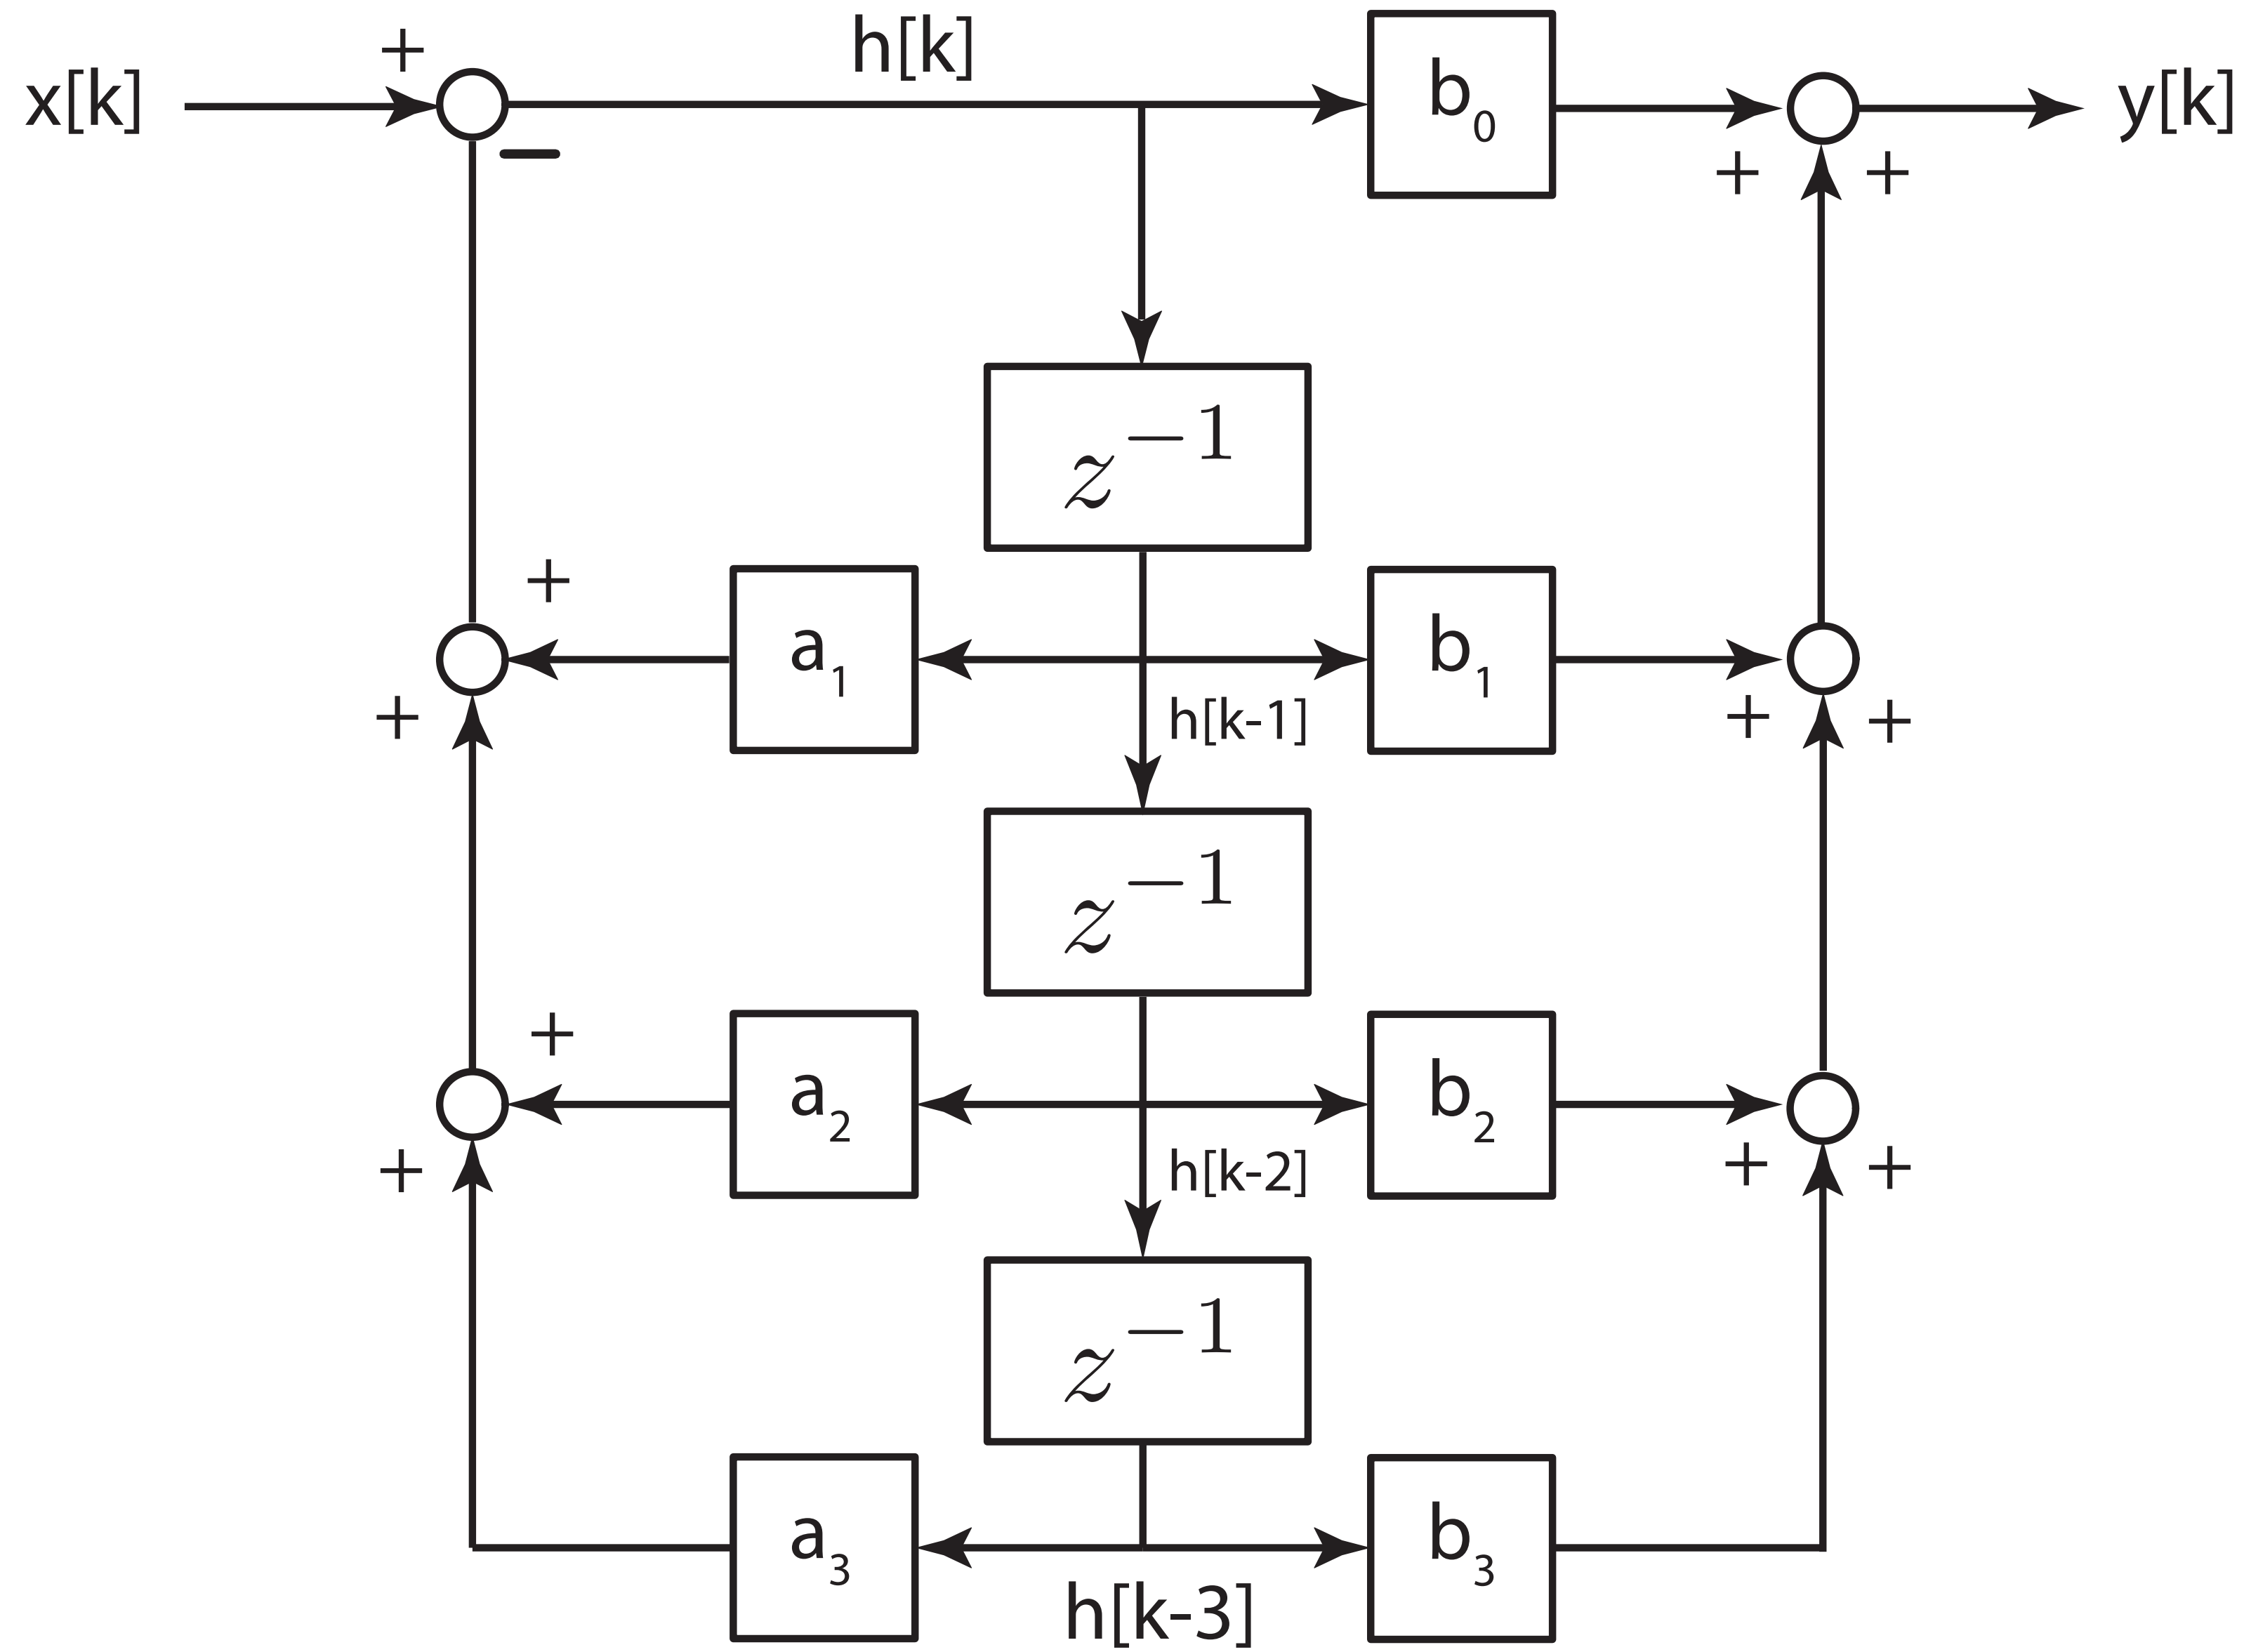 + h[k]
x[k] b₀ y[k]
− + +
z⁻¹
+
a₁ b₁
+ h[k-1] + +
z⁻¹
+
a₂ b₂
+ h[k-2] + +
z⁻¹
a₃ b₃
h[k-3]